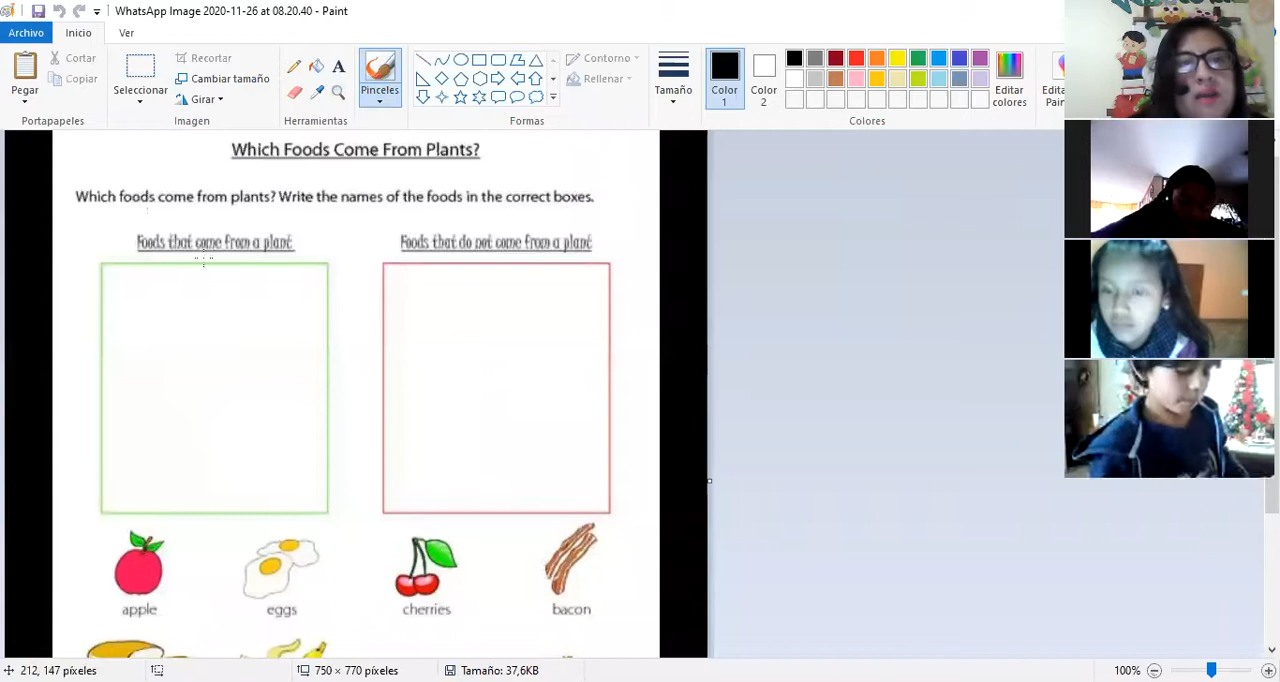 WhatsApp Image 2020-11-26 at 08.20.40 - Paint
Archivo Inicio Ver
Pegar
Cortar
Copiar
Portapapeles
Seleccionar
Recortar
Cambiar tamaño
Girar
Imagen
A
Herramientas
Pinceles
Contorno
Rellenar
Formas
Tamaño
Color 1
Color 2
Editar colores
Colores
Which Foods Come From Plants?
Which foods come from plants? Write the names of the foods in the correct boxes.
Foods that come from a plant
Foods that do not come from a plant
apple eggs cherries bacon
212, 147 píxeles
750 × 770 píxeles
Tamaño: 37,6KB
100%